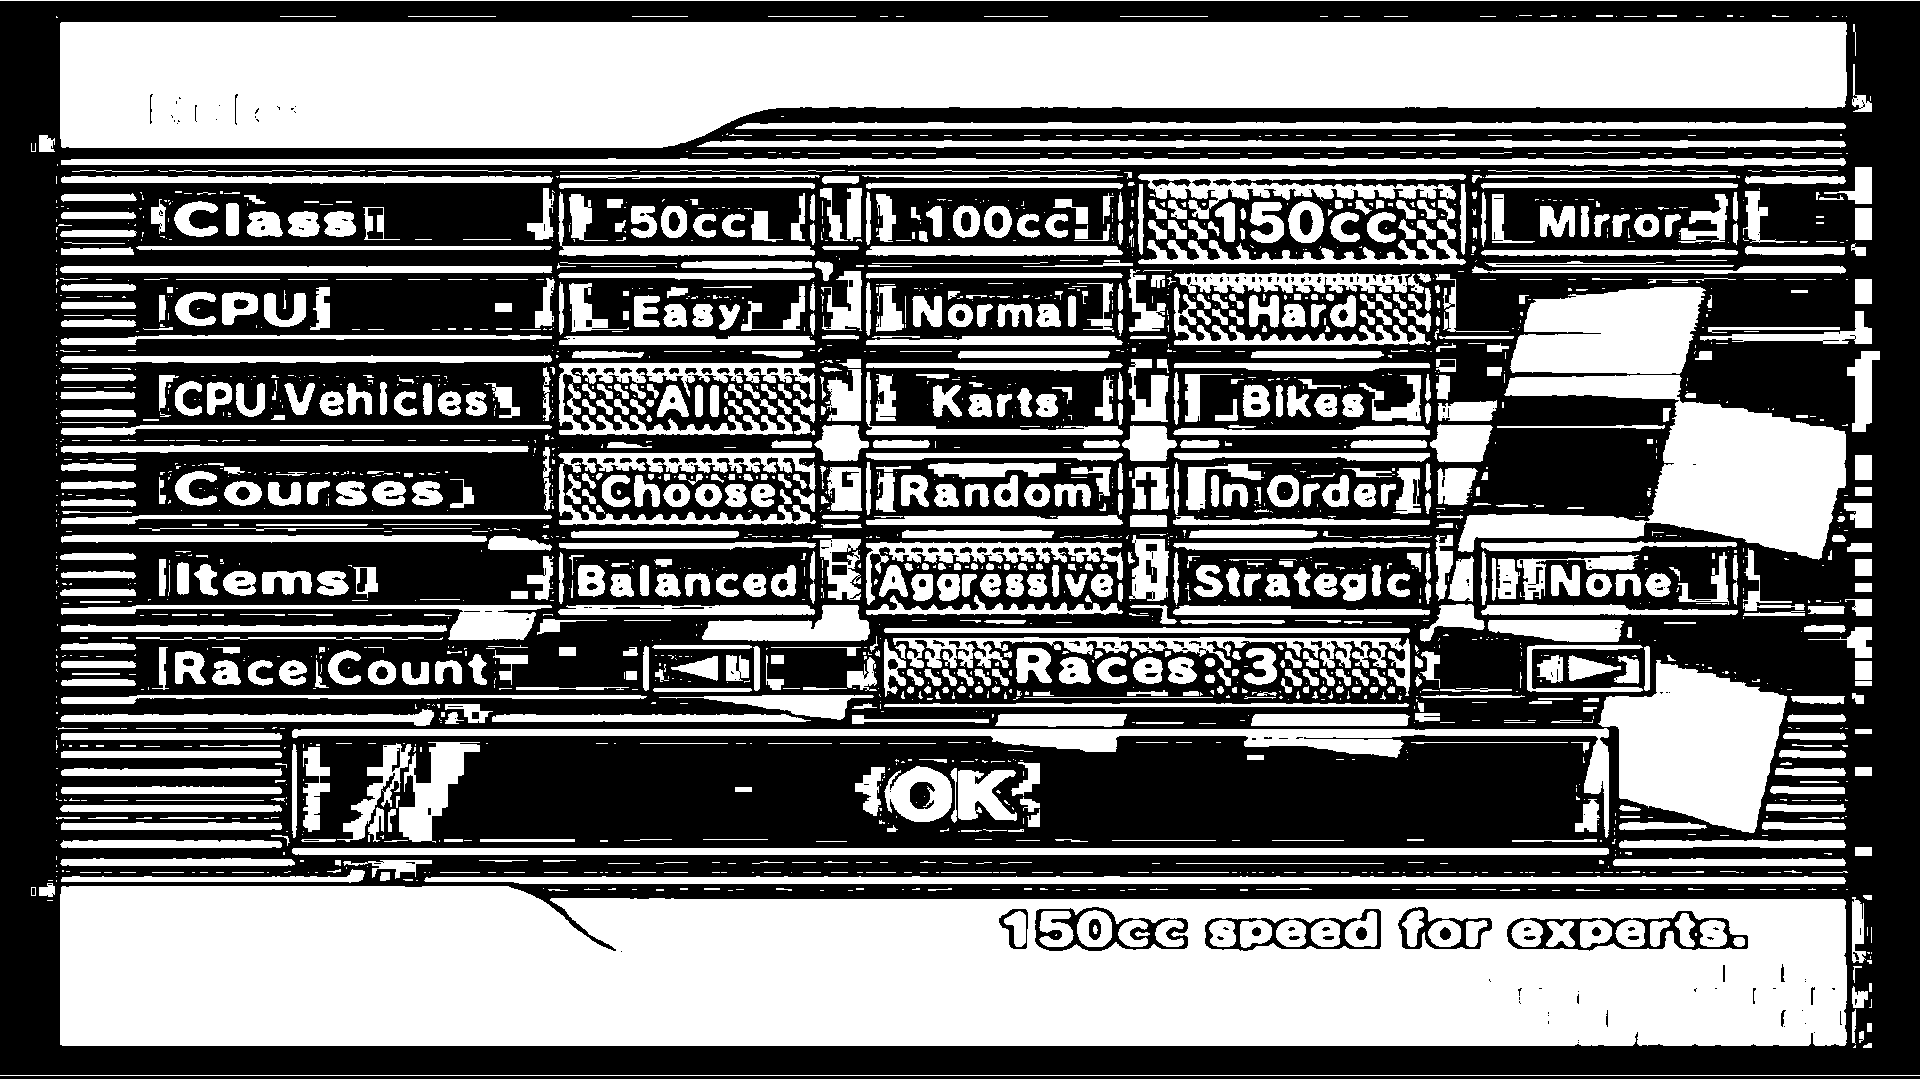 Rules
Class 50cc 100cc 150cc Mirror
CPU Easy Normal Hard
CPU Vehicles All Karts Bikes
Courses Choose Random In Order
Items Balanced Aggressive Strategic None
Race Count Races: 3
OK
150cc speed for experts.